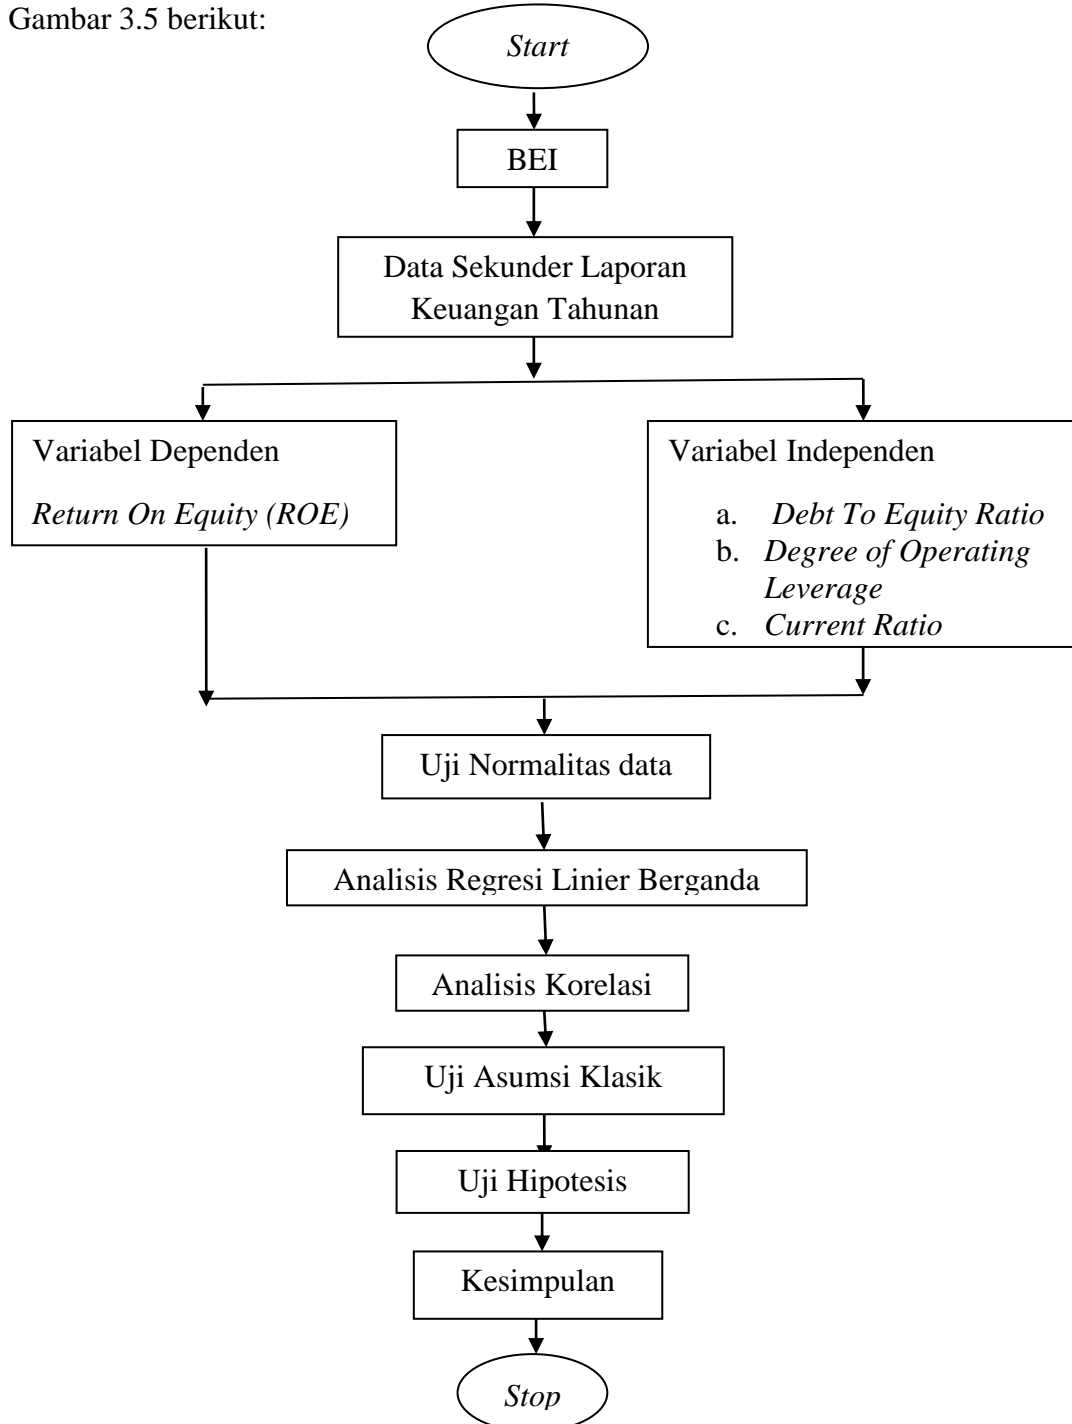 Gambar 3.5 berikut:
Start
BEI
Data Sekunder Laporan
Keuangan Tahunan
Variabel Dependen
Return On Equity (ROE)
Variabel Independen
a. Debt To Equity Ratio
b. Degree of Operating
Leverage
c. Current Ratio
Uji Normalitas data
Analisis Regresi Linier Berganda
Analisis Korelasi
Uji Asumsi Klasik
Uji Hipotesis
Kesimpulan
Stop